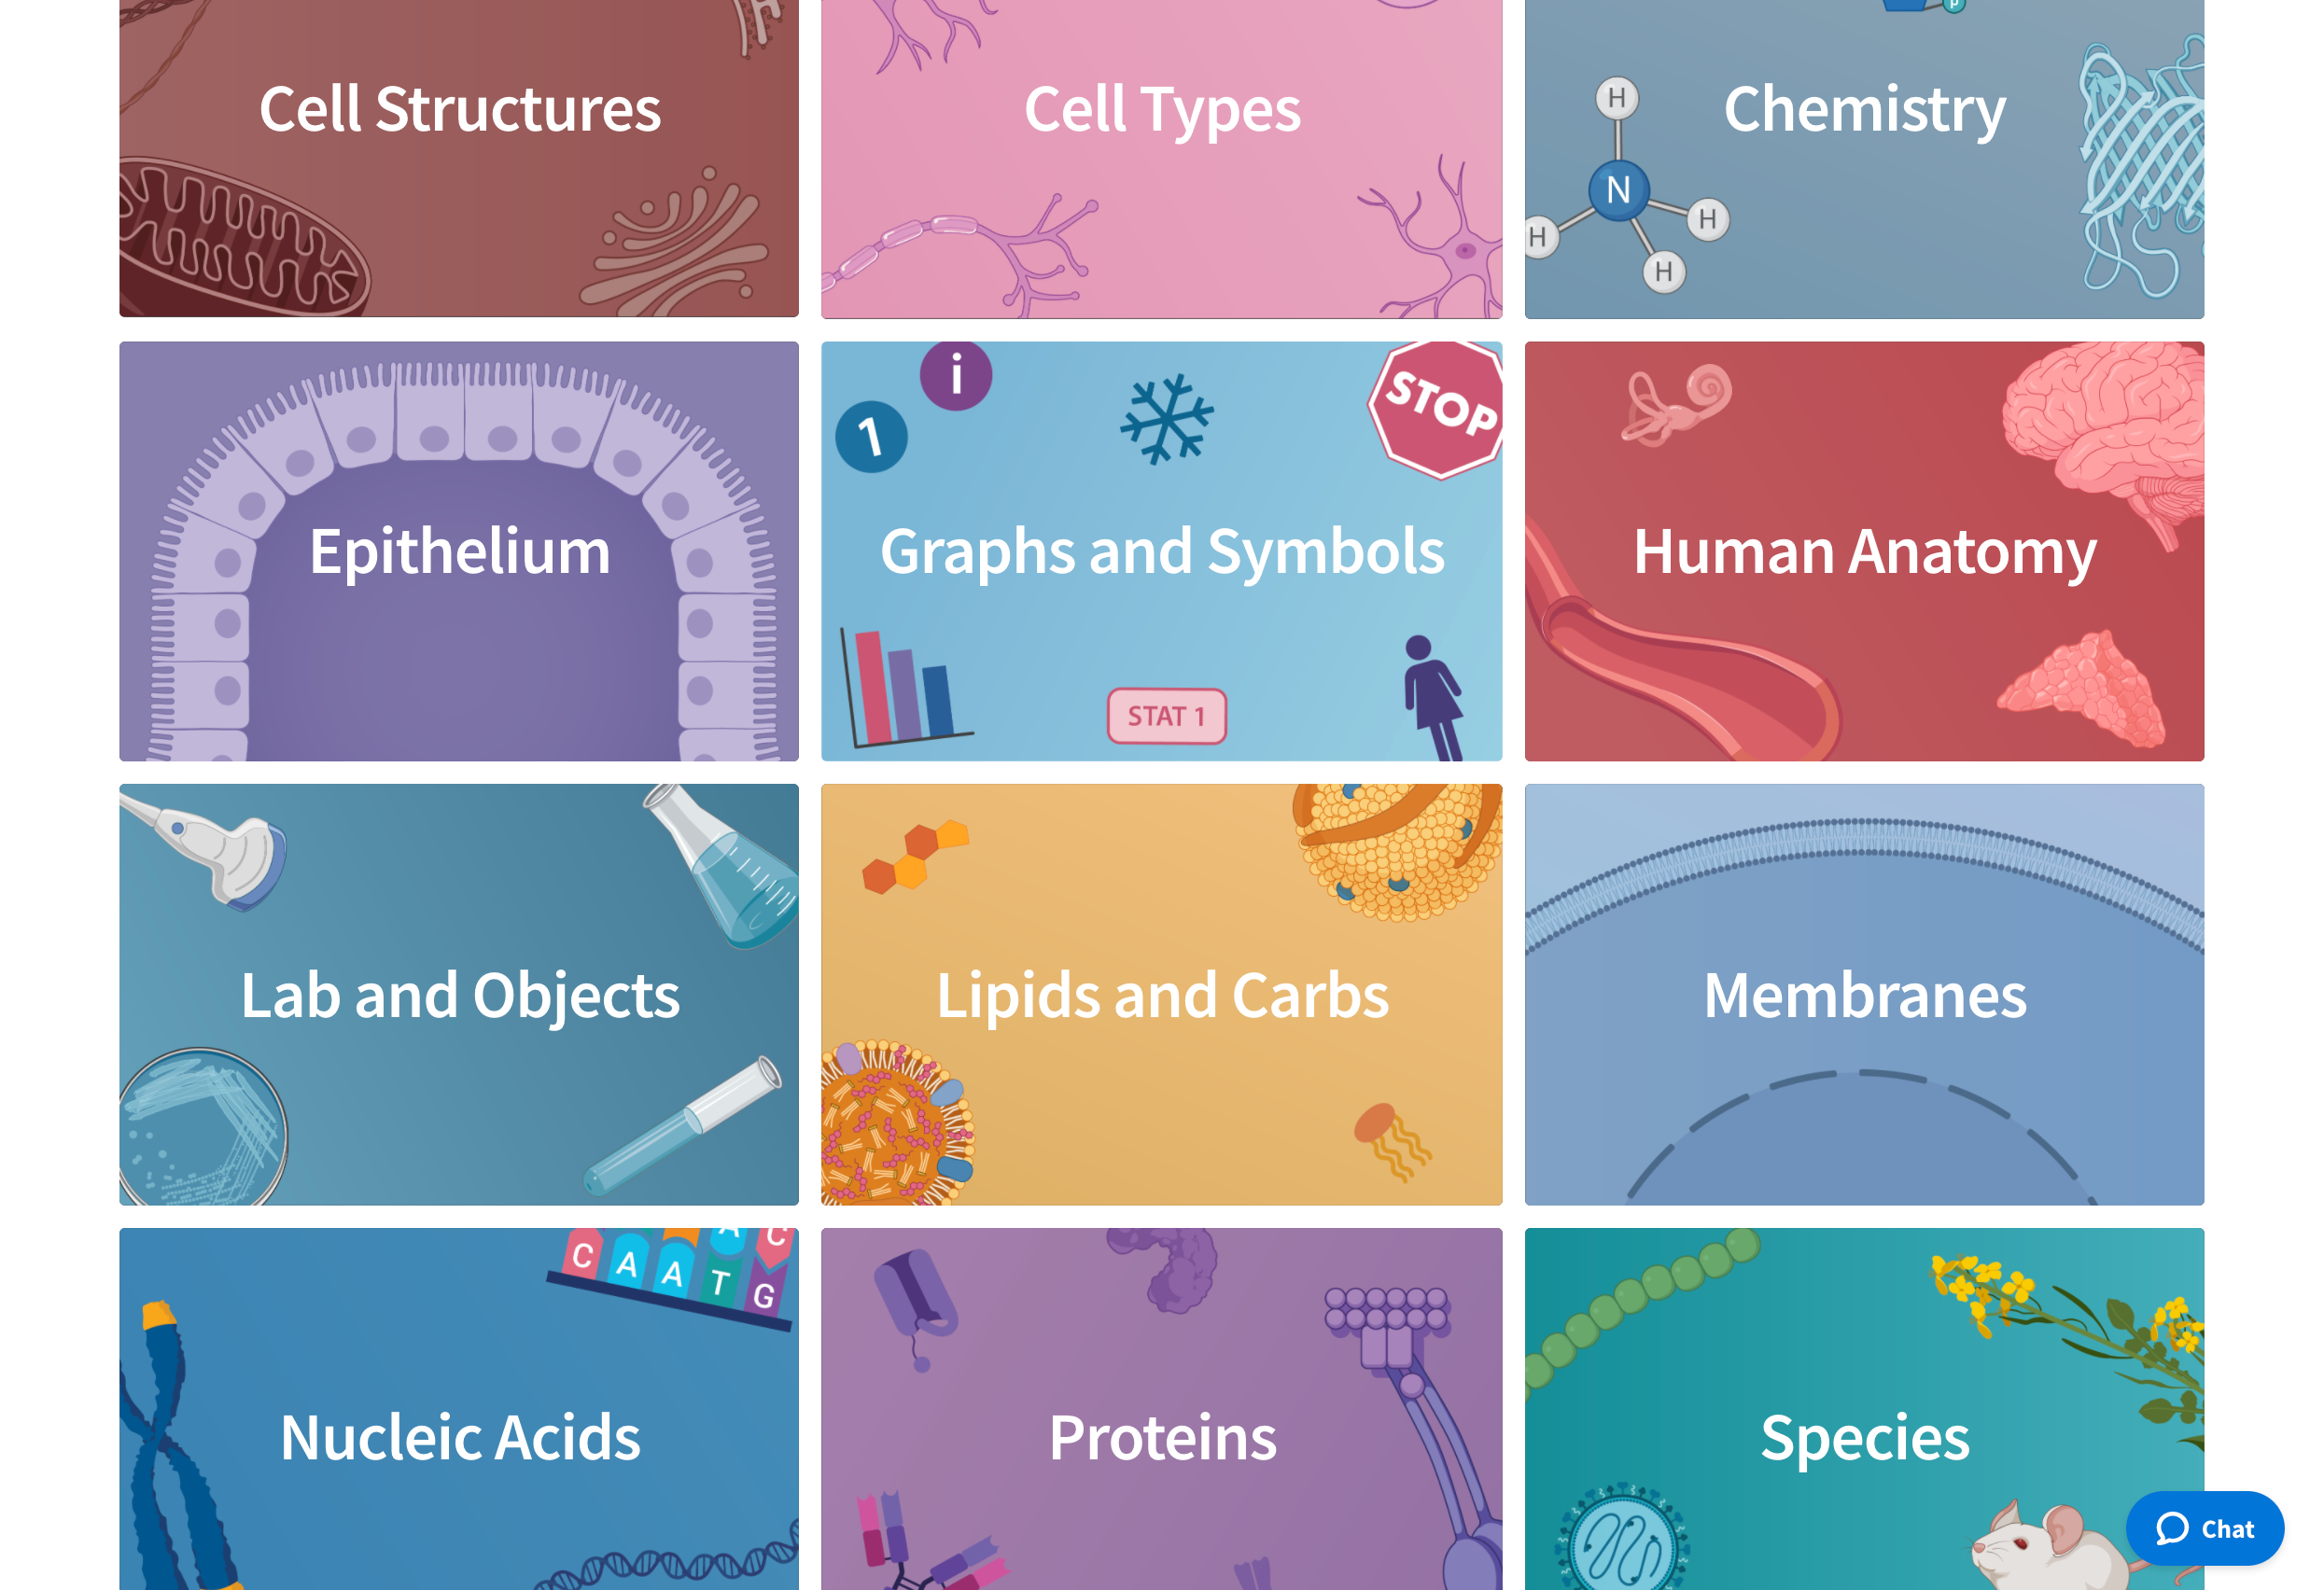 Cell Structures
Cell Types
p
Chemistry
H
N
H
H
H
Epithelium
i
1
STOP
Graphs and Symbols
STAT 1
Human Anatomy
Lab and Objects
Lipids and Carbs
Membranes
A C
C A A T G
Nucleic Acids
Proteins
Species
Chat